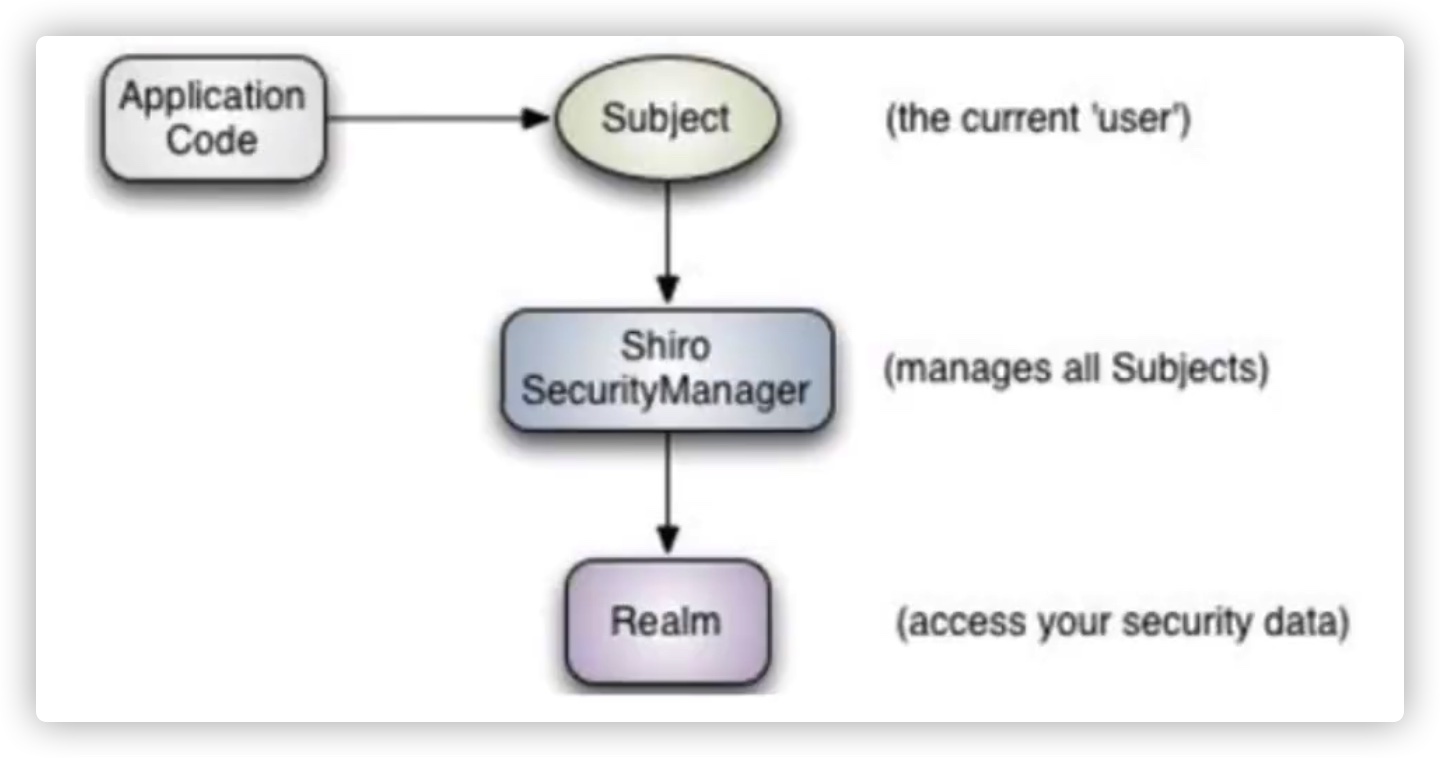 Application
Code
Subject
(the current 'user')
Shiro
SecurityManager
(manages all Subjects)
Realm
(access your security data)